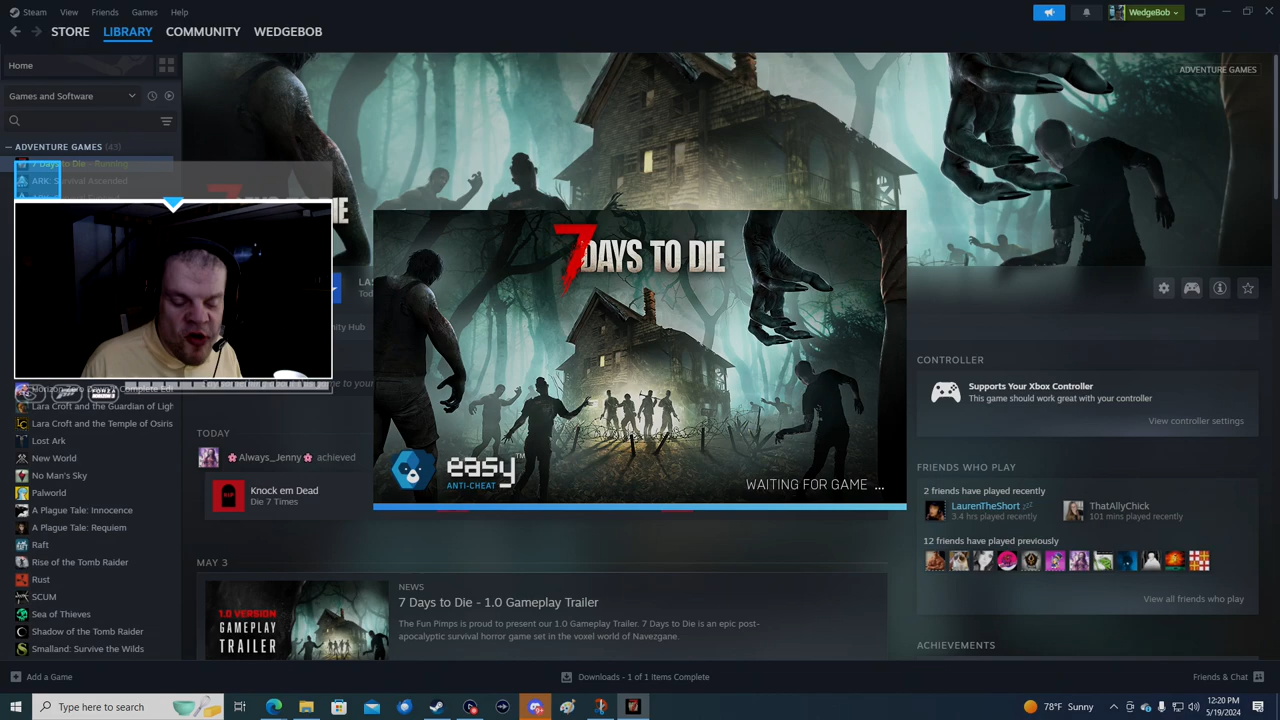 Steam View Friends Games Help
WedgeBob
STORE LIBRARY COMMUNITY WEDGEBOB
Home
ADVENTURE GAMES
Games and Software
ADVENTURE GAMES (43)
7 Days to Die - Running
ARK: Survival Ascended
7 DAYS TO DIE
EASY
ANTI-CHEAT
TM
WAITING FOR GAME ...
Lara Croft and the Guardian of Ligh
Lara Croft and the Temple of Osiris
Lost Ark
New World
No Man's Sky
Palworld
A Plague Tale: Innocence
A Plague Tale: Requiem
Raft
Rise of the Tomb Raider
Rust
SCUM
Sea of Thieves
Shadow of the Tomb Raider
Smalland: Survive the Wilds
TODAY
🌸Always_Jenny🌸 achieved
Knock em Dead
Die 7 Times
MAY 3
NEWS
7 Days to Die - 1.0 Gameplay Trailer
The Fun Pimps is proud to present our 1.0 Gameplay Trailer. 7 Days to Die is an epic post-
apocalyptic survival horror game set in the voxel world of Navezgane.
1.0 VERSION
GAMEPLAY
TRAILER
CONTROLLER
Supports Your Xbox Controller
This game should work great with your controller
View controller settings
FRIENDS WHO PLAY
2 friends have played recently
LaurenTheShort
3.4 hrs played recently
ThatAllyChick
101 mins played recently
12 friends have played previously
View all friends who play
ACHIEVEMENTS
Add a Game
Downloads - 1 of 1 Items Complete
Friends & Chat
Type here to search
78°F Sunny
12:20 PM
5/19/2024